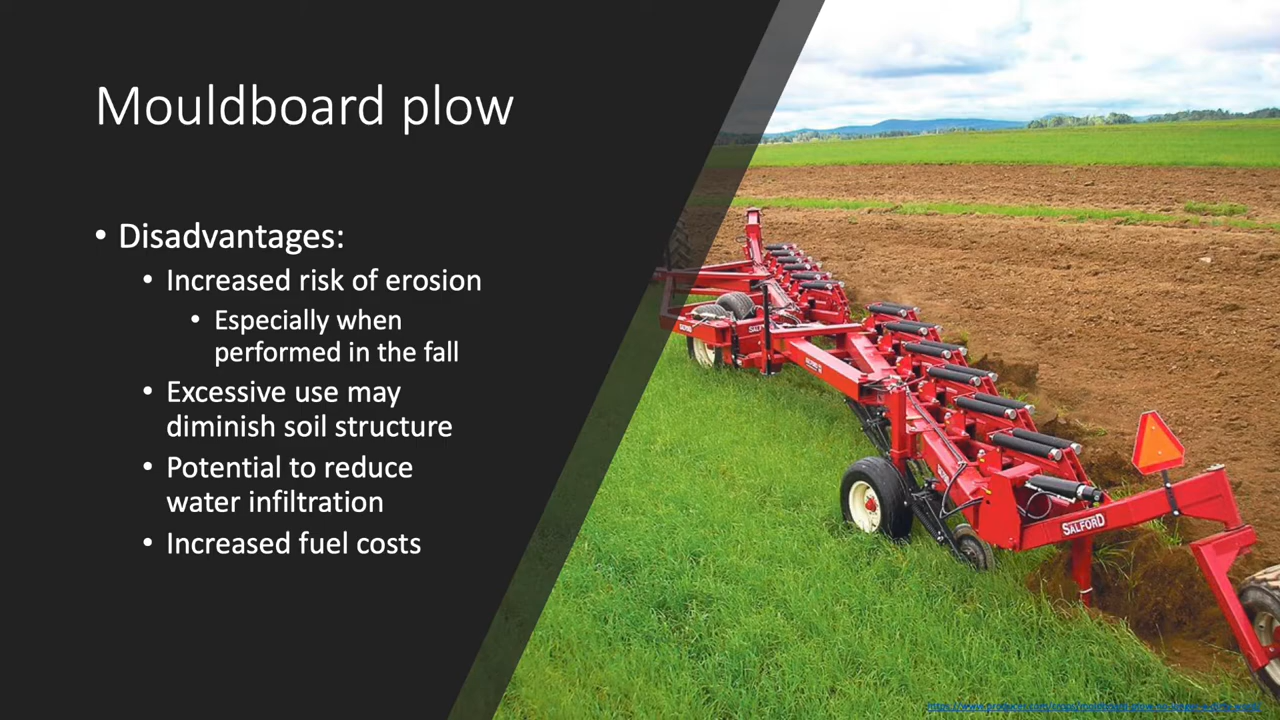 Mouldboard plow
• Disadvantages:
• Increased risk of erosion
• Especially when
performed in the fall
• Excessive use may
diminish soil structure
• Potential to reduce
water infiltration
• Increased fuel costs
SALFORD